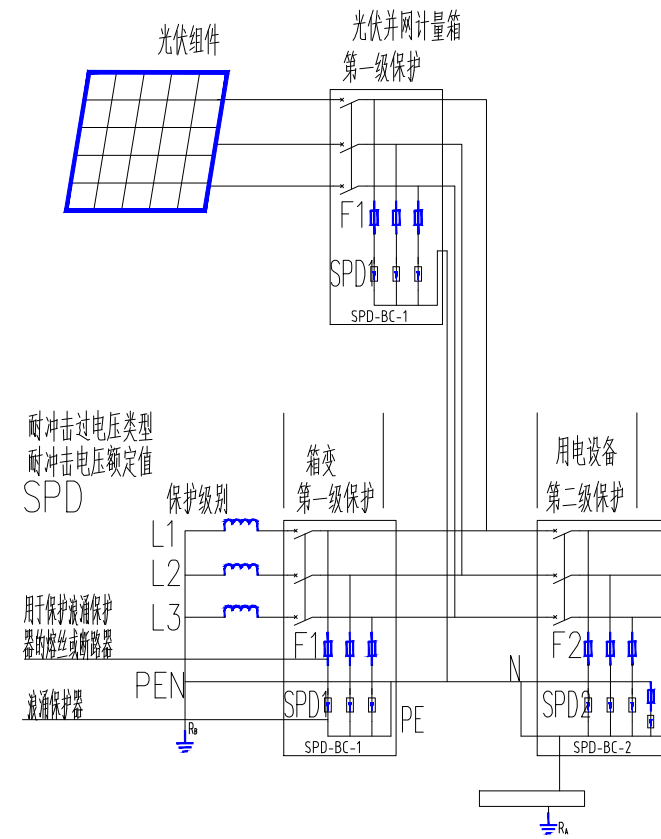 光伏组件
光伏并网计量箱
第一级保护
F1
SPD1
SPD-BC-1
耐冲击过电压类型
耐冲击电压额定值
SPD
保护级别
箱变
第一级保护
用电设备
第二级保护
L1
L2
L3
用于保护浪涌保护
器的熔丝或断路器
F1
F2
PEN
N
浪涌保护器
SPD1
PE
SPD2
RB
SPD-BC-1
SPD-BC-2
RA